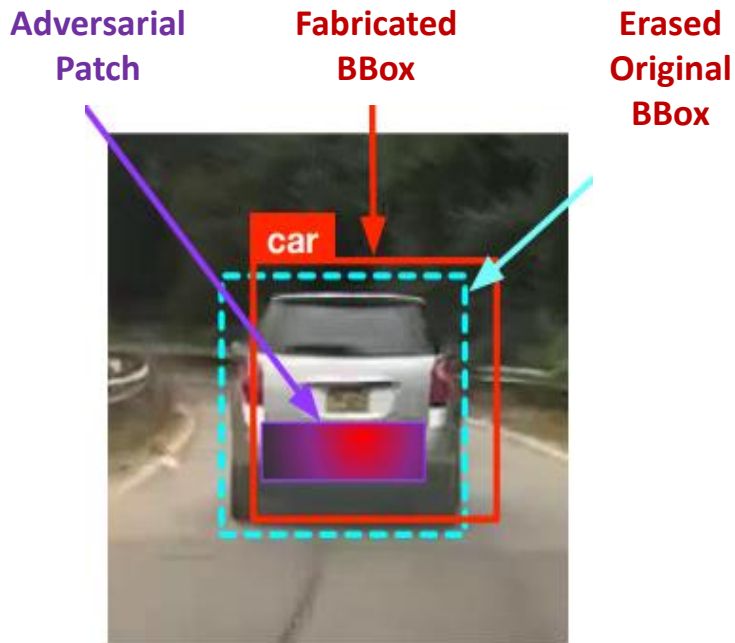 Adversarial
Patch
Fabricated
BBox
Erased
Original
BBox
car